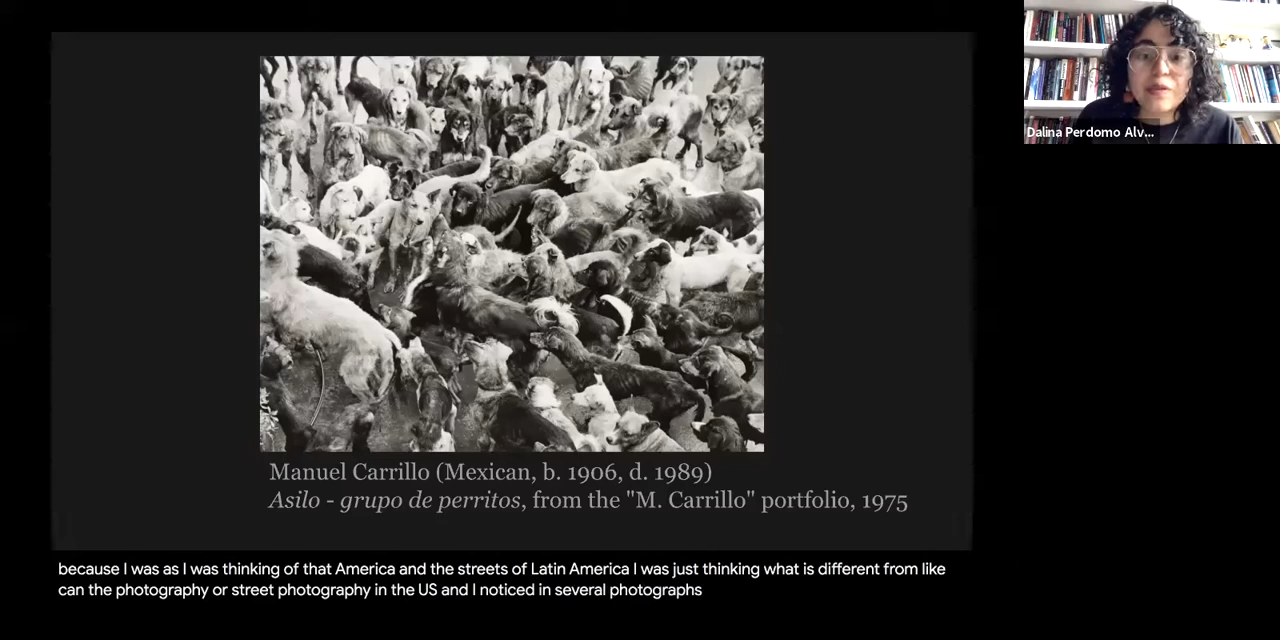 Dalina Perdomo Alv...
Manuel Carrillo (Mexican, b. 1906, d. 1989)
Asilo - grupo de perritos, from the "M. Carrillo" portfolio, 1975
because I was as I was thinking of that America and the streets of Latin America I was just thinking what is different from like
can the photography or street photography in the US and I noticed in several photographs